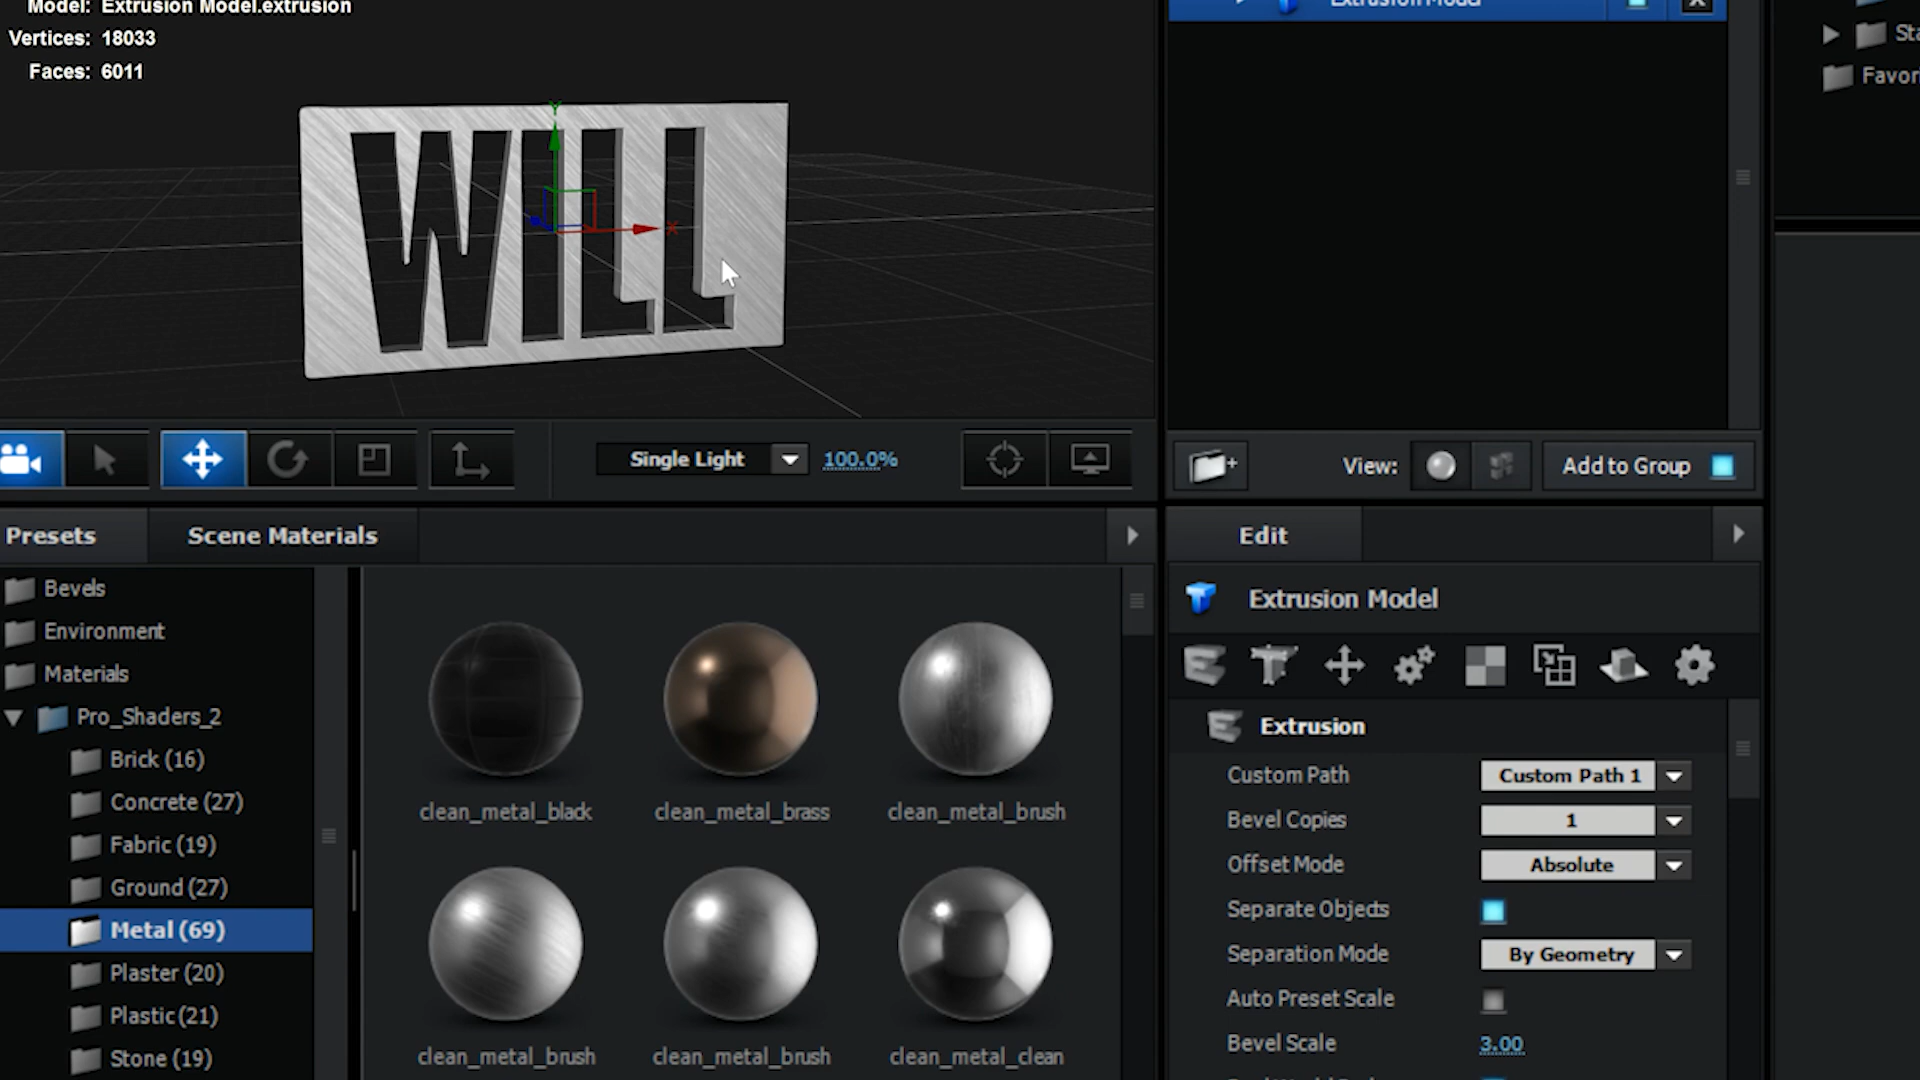 Model: Extrusion Model.extrusion
Vertices: 18033
Faces: 6011
WILL
Y
X
Extrusion Model
X
Favor
Single Light
100.0%
View:
Add to Group
Presets
Scene Materials
Edit
Bevels
Environment
Materials
Pro_Shaders_2
Brick (16)
Concrete (27)
Fabric (19)
Ground (27)
Metal (69)
Plaster (20)
Plastic (21)
Stone (19)
clean_metal_black
clean_metal_brass
clean_metal_brush
clean_metal_brush
clean_metal_brush
clean_metal_clean
Extrusion Model
Extrusion
Custom Path
Custom Path 1
Bevel Copies
1
Offset Mode
Absolute
Separate Objects
Separation Mode
By Geometry
Auto Preset Scale
Bevel Scale
3.00